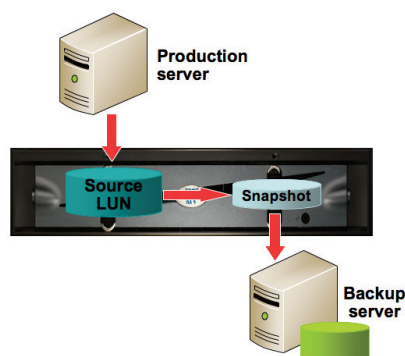 Production
server
Source
LUN
Snapshot
Backup
server